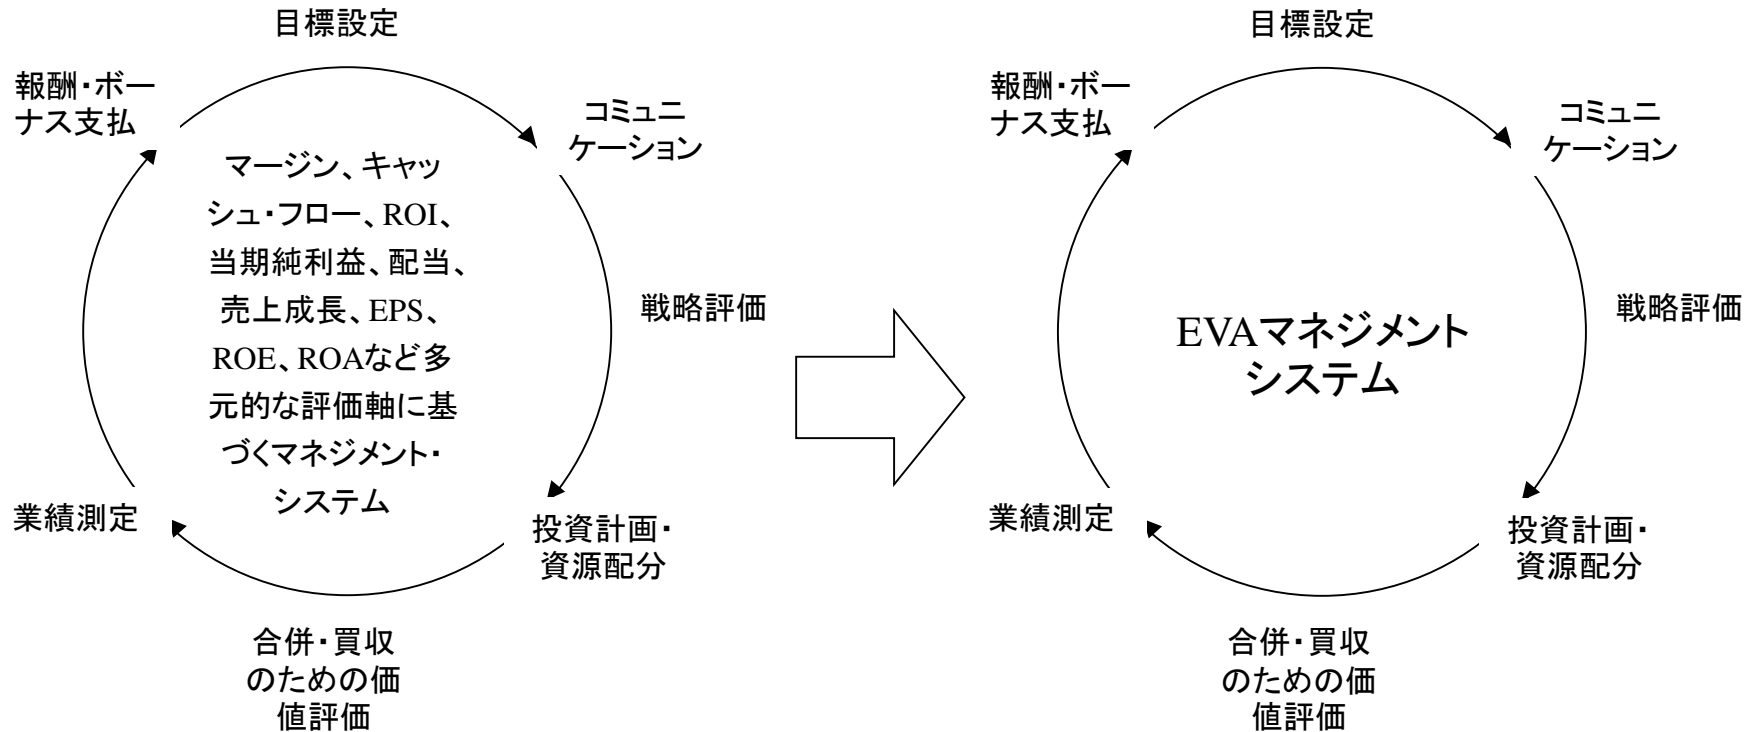 目標設定
報酬・ボー
ナス支払
コミュニ
ケーション
マージン、キャッ
シュ・フロー、ROI、
当期純利益、配当、
売上成長、EPS、
ROE、ROAなど多
元的な評価軸に基
づくマネジメント・
システム
戦略評価
業績測定
投資計画・
資源配分
合併・買収
のための価
値評価
目標設定
報酬・ボー
ナス支払
コミュニ
ケーション
EVAマネジメント
システム
戦略評価
業績測定
投資計画・
資源配分
合併・買収
のための価
値評価